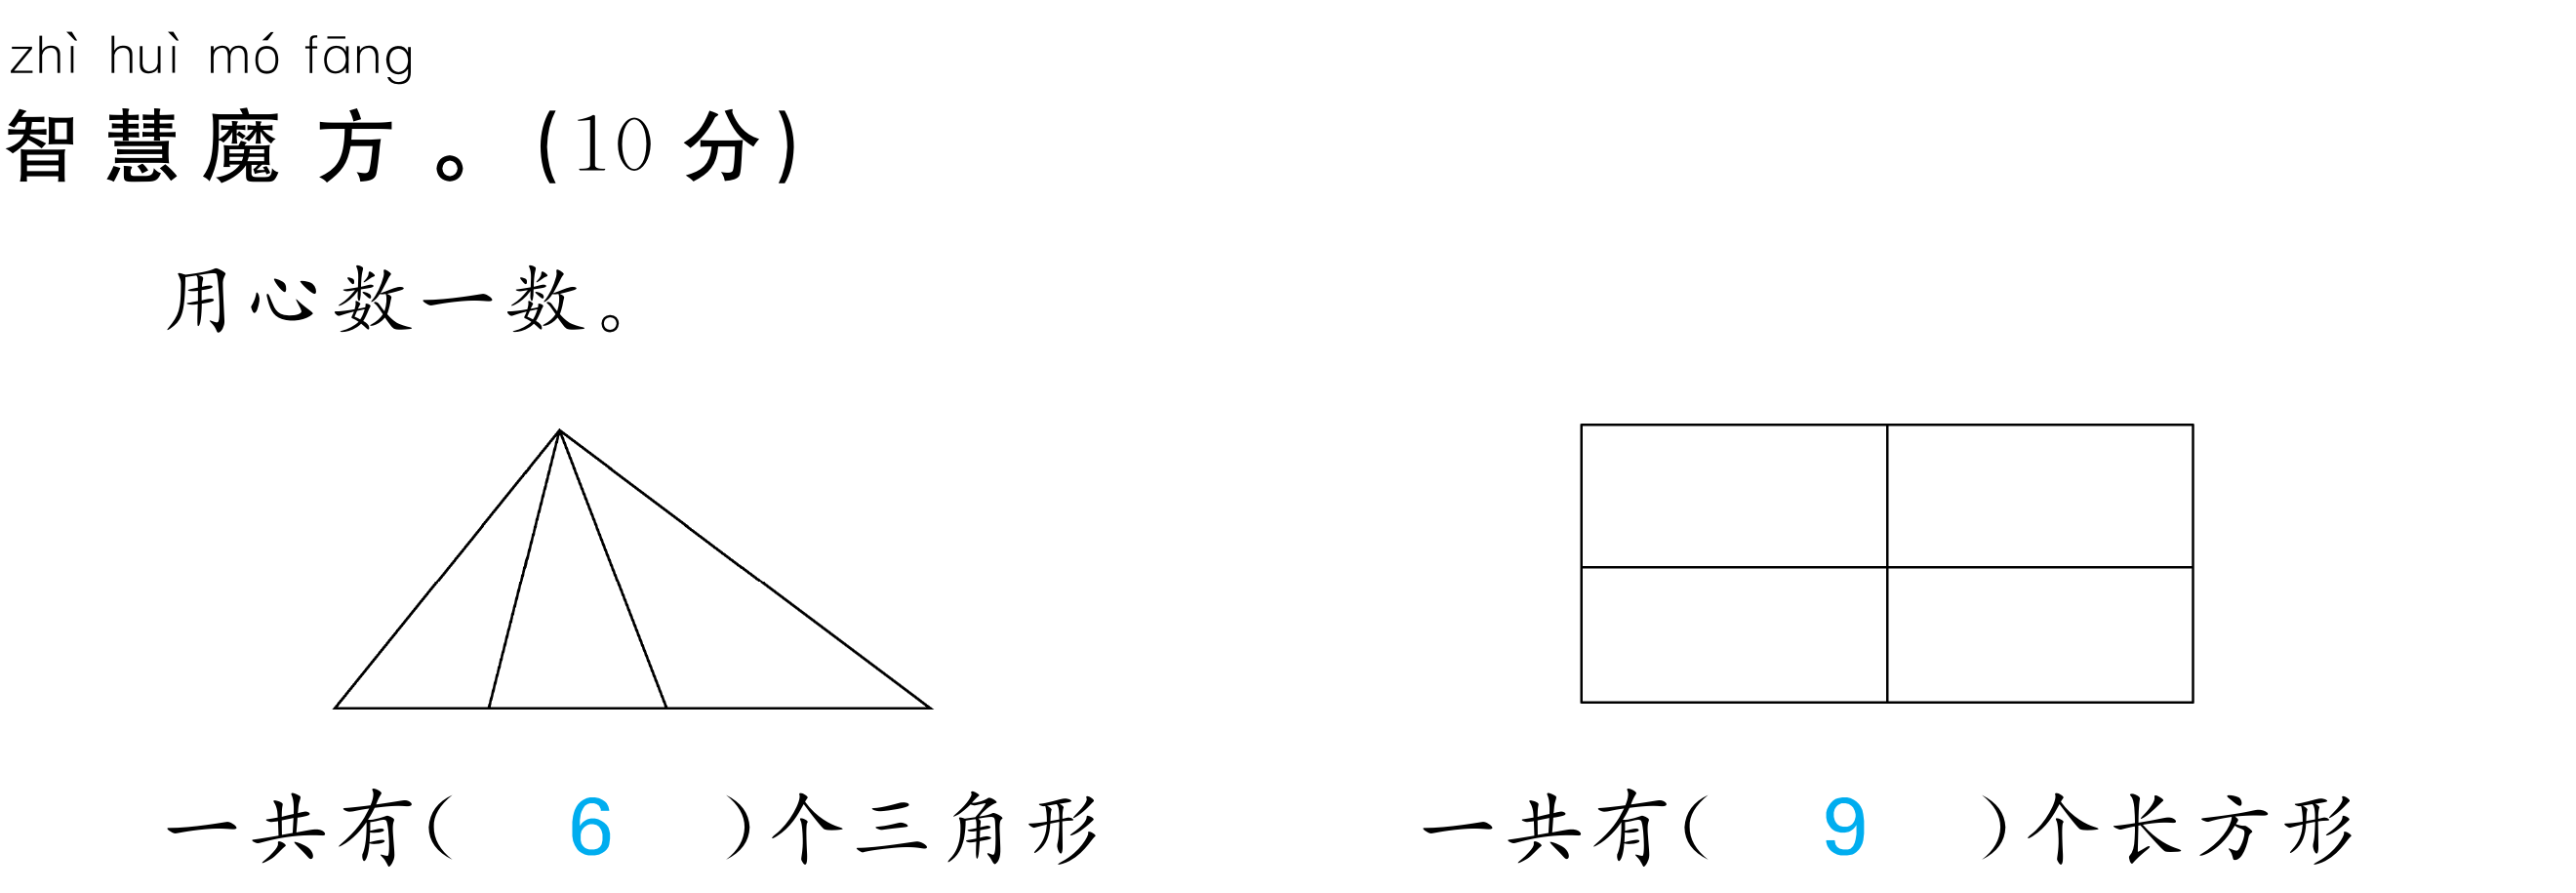 zhì huì mó fāng
智慧魔方。(10分)
用心数一数。
一共有( 6 )个三角形
一共有( 9 )个长方形